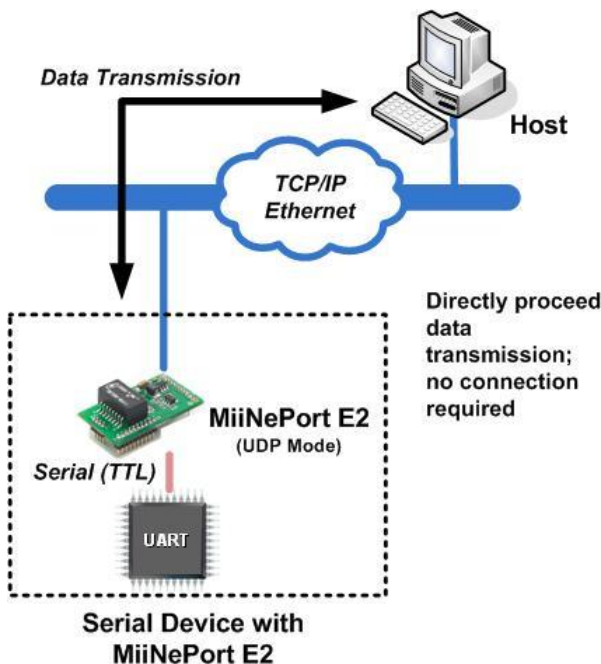 Data Transmission
Host
TCP/IP
Ethernet
Directly proceed
data
transmission;
no connection
required
MiiNePort E2
(UDP Mode)
Serial (TTL)
UART
Serial Device with
MiiNePort E2